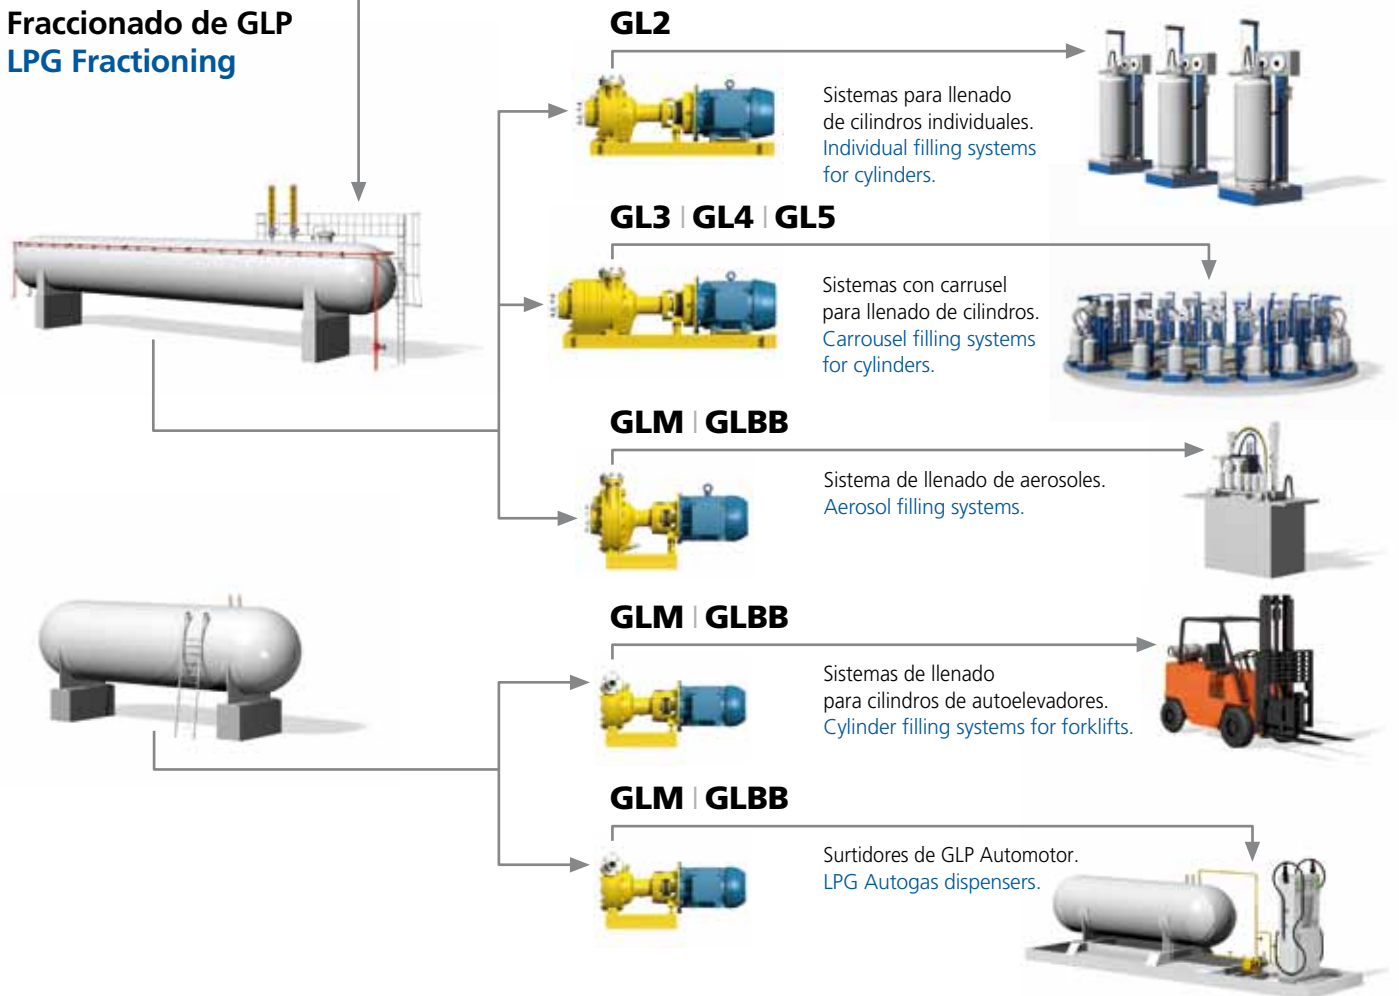 Fraccionado de GLP
LPG Fractioning
GL2
Sistemas para llenado
de cilindros individuales.
Individual filling systems
for cylinders.
GL3 | GL4 | GL5
Sistemas con carrusel
para llenado de cilindros.
Carrousel filling systems
for cylinders.
GLM | GLBB
Sistema de llenado de aerosoles.
Aerosol filling systems.
GLM | GLBB
Sistemas de llenado
para cilindros de autoelevadores.
Cylinder filling systems for forklifts.
GLM | GLBB
Surtidores de GLP Automotor.
LPG Autogas dispensers.